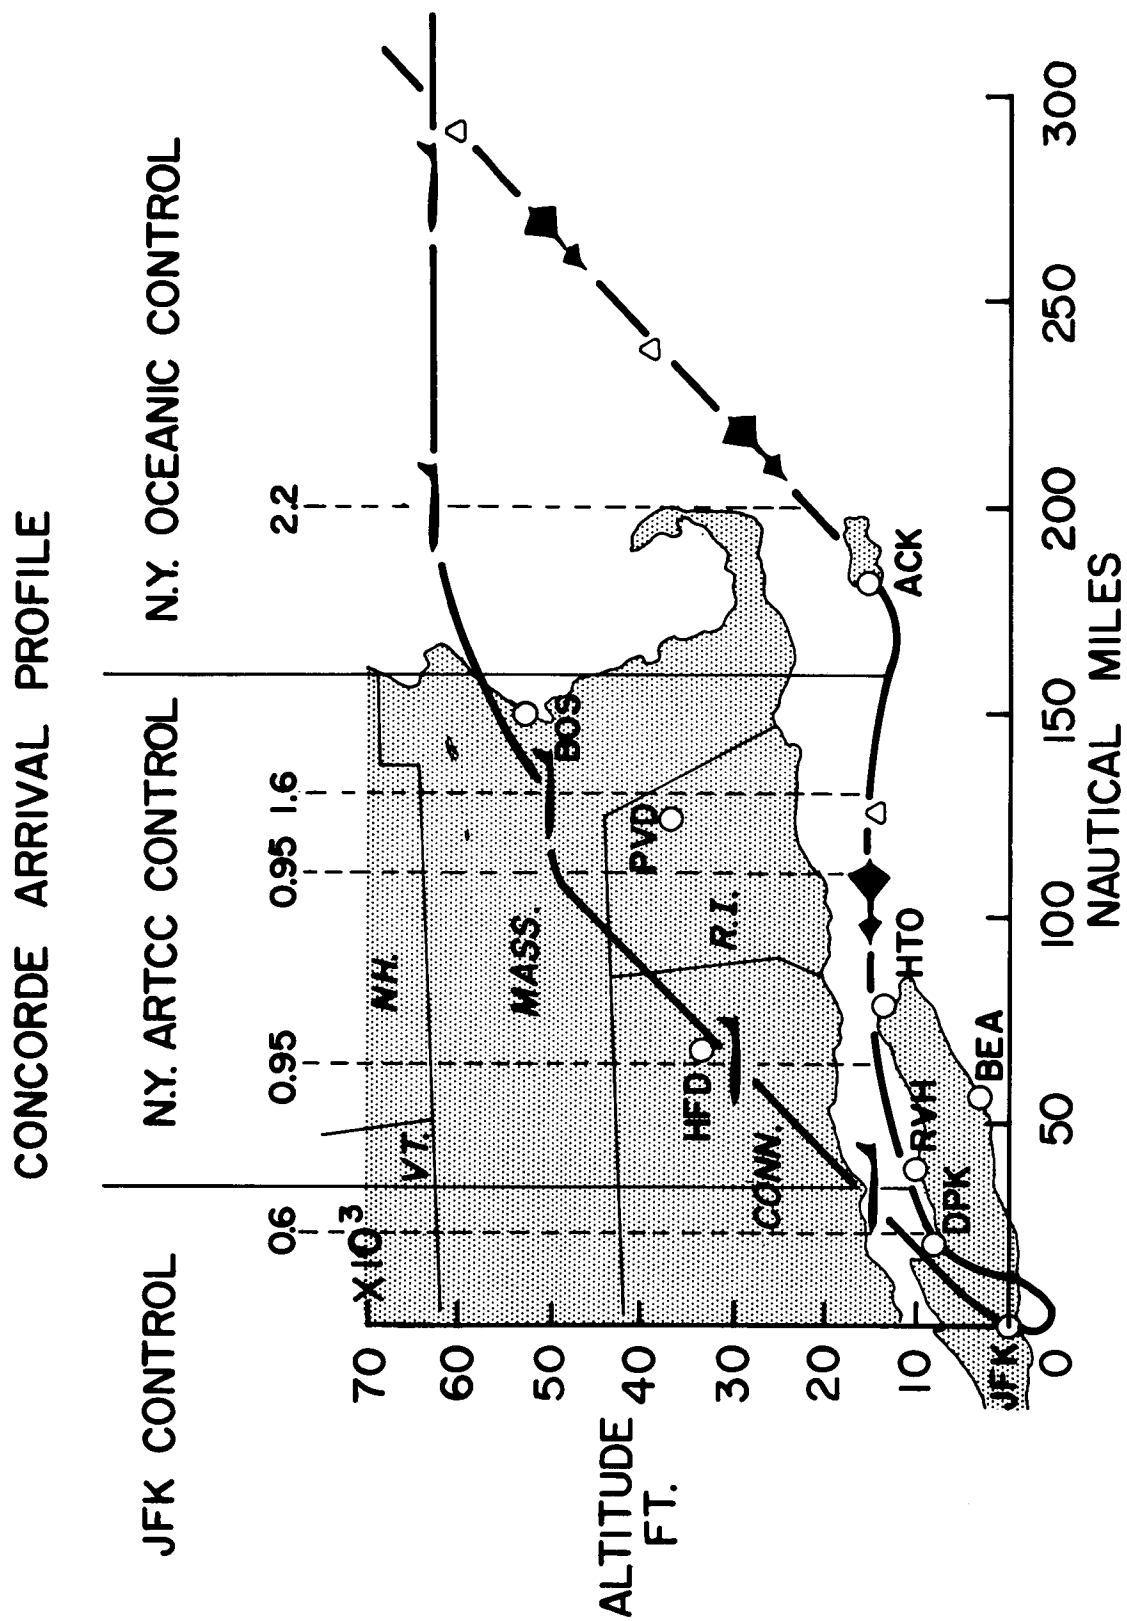 CONCORDE ARRIVAL PROFILE
JFK CONTROL
N.Y. ARTCC CONTROL
N.Y. OCEANIC CONTROL
0.6
0.95
0.95
1.6
2.2
X10³
70
60
50
40
30
20
10
ALTITUDE
FT.
VT.
NH.
MASS.
BOS
HFD
PVD
CONN.
R.I.
ACK
HTO
RVH
DPK
BEA
JFK
0
50
100
150
200
250
300
NAUTICAL MILES